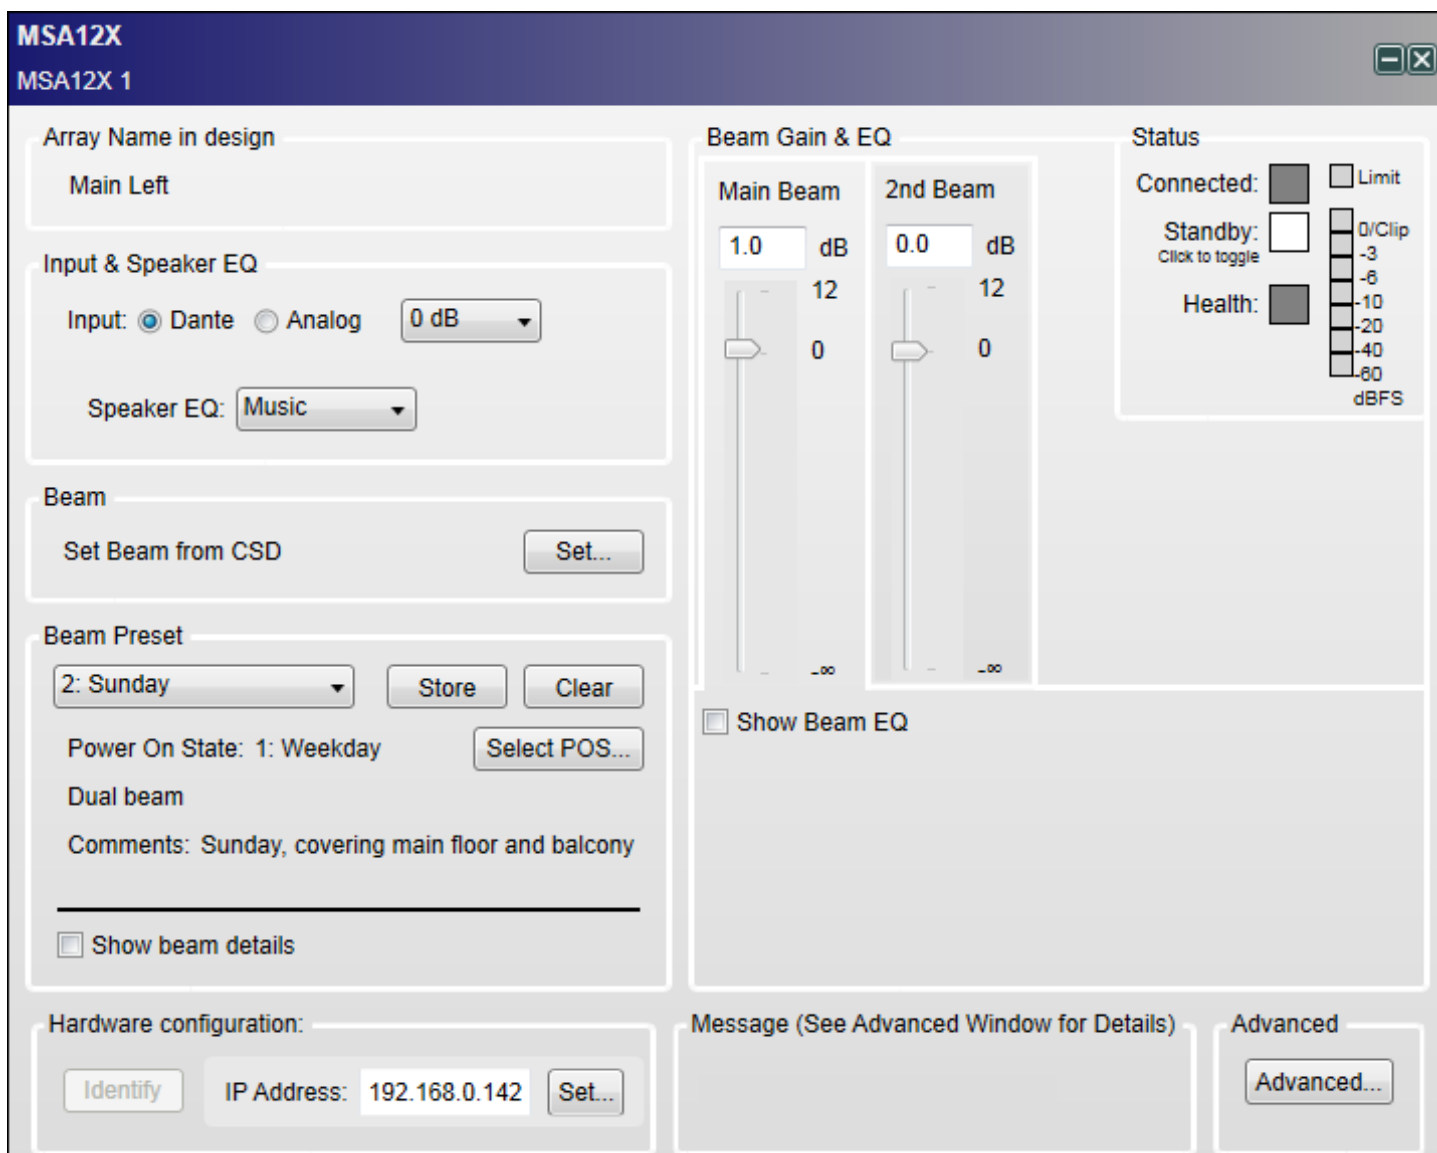 MSA12X
MSA12X 1
Array Name in design
Main Left
Input & Speaker EQ
Input: Dante Analog 0 dB
Speaker EQ: Music
Beam
Set Beam from CSD Set...
Beam Preset
2: Sunday Store Clear
Power On State: 1: Weekday Select POS...
Dual beam
Comments: Sunday, covering main floor and balcony
Show beam details
Hardware configuration:
Identify IP Address: 192.168.0.142 Set...
Beam Gain & EQ
Main Beam 2nd Beam
1.0 dB 0.0 dB
12 12
0 0
-∞ -∞
Show Beam EQ
Status
Connected: Limit
Standby:
Click to toggle
Health:
0/Clip
-3
-6
-10
-20
-40
-60
dBFS
Message (See Advanced Window for Details)
Advanced
Advanced...